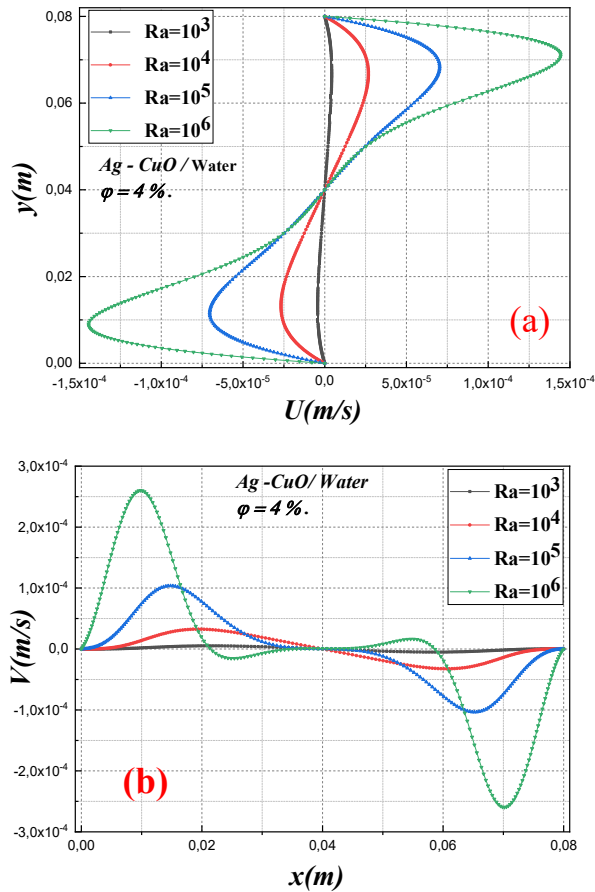 0,08
0,06
0,04
0,02
0,00
y(m)
Ra=10³
Ra=10⁴
Ra=10⁵
Ra=10⁶
Ag - CuO / Water
φ = 4 %.
(a)
-1,5x10⁻⁴ -1,0x10⁻⁴ -5,0x10⁻⁵ 0,0 5,0x10⁻⁵ 1,0x10⁻⁴ 1,5x10⁻⁴
U(m/s)
3,0x10⁻⁴
2,0x10⁻⁴
1,0x10⁻⁴
0,0
-1,0x10⁻⁴
-2,0x10⁻⁴
-3,0x10⁻⁴
V(m/s)
Ag -CuO/ Water
φ = 4%.
Ra=10³
Ra=10⁴
Ra=10⁵
Ra=10⁶
(b)
0,00 0,02 0,04 0,06 0,08
x(m)